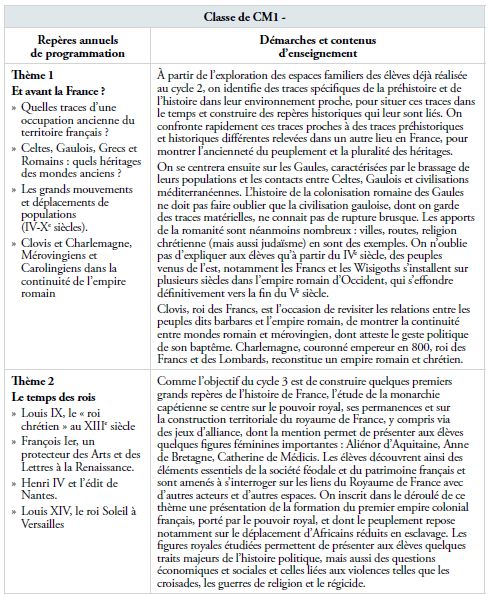 Classe de CM1 -
Repères annuels
de programmation
Démarches et contenus
d’enseignement
Thème 1
Et avant la France ?
» Quelles traces d’une
occupation ancienne du
territoire français ?
» Celtes, Gaulois, Grecs et
Romains : quels héritages
des mondes anciens ?
» Les grands mouvements
et déplacements de
populations
(IV-Xe siècles).
» Clovis et Charlemagne,
Mérovingiens et
Carolingiens dans la
continuité de l’empire
romain
À partir de l’exploration des espaces familiers des élèves déjà réalisée
au cycle 2, on identifie des traces spécifiques de la préhistoire et de
l’histoire dans leur environnement proche, pour situer ces traces dans
le temps et construire des repères historiques qui leur sont liés. On
confronte rapidement ces traces proches à des traces préhistoriques
et historiques différentes relevées dans un autre lieu en France, pour
montrer l’ancienneté du peuplement et la pluralité des héritages.
On se centrera ensuite sur les Gaules, caractérisées par le brassage de
leurs populations et les contacts entre Celtes, Gaulois et civilisations
méditerranéennes. L’histoire de la colonisation romaine des Gaules
ne doit pas faire oublier que la civilisation gauloise, dont on garde
des traces matérielles, ne connait pas de rupture brusque. Les apports
de la romanité sont néanmoins nombreux : villes, routes, religion
chrétienne (mais aussi judaïsme) en sont des exemples. On n’oublie
pas d’expliquer aux élèves qu’à partir du IVe siècle, des peuples
venus de l’est, notamment les Francs et les Wisigoths s’installent sur
plusieurs siècles dans l’empire romain d’Occident, qui s’effondre
définitivement vers la fin du Ve siècle.
Clovis, roi des Francs, est l’occasion de revisiter les relations entre les
peuples dits barbares et l’empire romain, de montrer la continuité
entre mondes romain et mérovingien, dont atteste le geste politique
de son baptême. Charlemagne, couronné empereur en 800, roi des
Francs et des Lombards, reconstitue un empire romain et chrétien.
Thème 2
Le temps des rois
» Louis IX, le « roi
chrétien » au XIIIe siècle
» François Ier, un
protecteur des Arts et des
Lettres à la Renaissance.
» Henri IV et l’édit de
Nantes.
» Louis XIV, le roi Soleil à
Versailles
Comme l’objectif du cycle 3 est de construire quelques premiers
grands repères de l’histoire de France, l’étude de la monarchie
capétienne se centre sur le pouvoir royal, ses permanences et sur
la construction territoriale du royaume de France, y compris via
des jeux d’alliance, dont la mention permet de présenter aux élèves
quelques figures féminines importantes : Aliénor d’Aquitaine, Anne
de Bretagne, Catherine de Médicis. Les élèves découvrent ainsi des
éléments essentiels de la société féodale et du patrimoine français et
sont amenés à s’interroger sur les liens du Royaume de France avec
d’autres acteurs et d’autres espaces. On inscrit dans le déroulé de ce
thème une présentation de la formation du premier empire colonial
français, porté par le pouvoir royal, et dont le peuplement repose
notamment sur le déplacement d’Africains réduits en esclavage. Les
figures royales étudiées permettent de présenter aux élèves quelques
traits majeurs de l’histoire politique, mais aussi des questions
économiques et sociales et celles liées aux violences telles que les
croisades, les guerres de religion et le régicide.